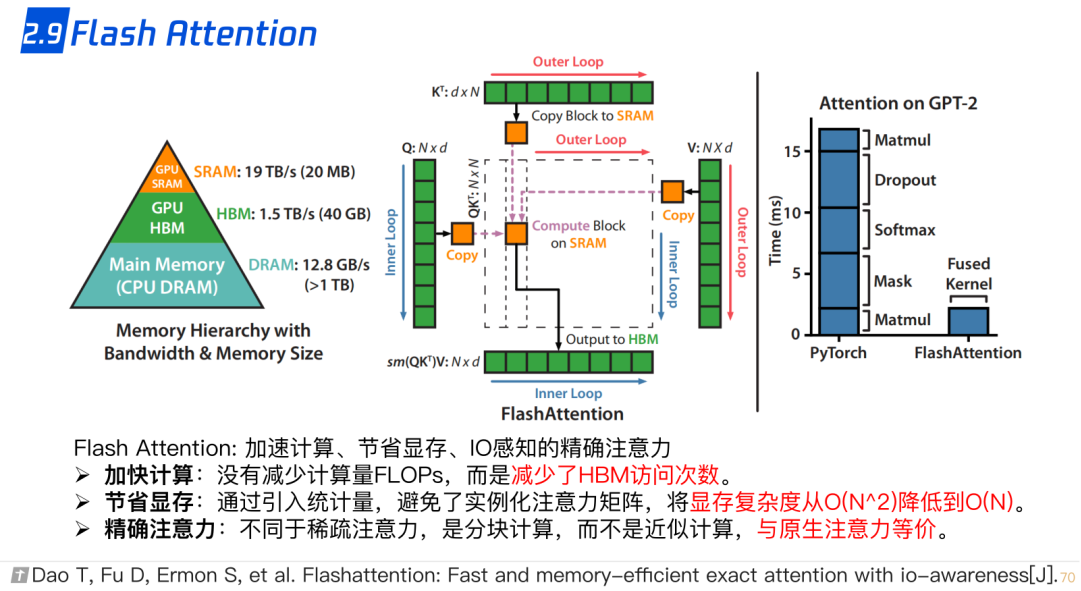 2.9 Flash Attention
GPU
SRAM
GPU
HBM
Main Memory
(CPU DRAM)
SRAM: 19 TB/s (20 MB)
HBM: 1.5 TB/s (40 GB)
DRAM: 12.8 GB/s
(>1 TB)
Memory Hierarchy with
Bandwidth & Memory Size
Outer Loop
Kᵀ: d x N
Copy Block to SRAM
Outer Loop
Q: N x d
V: N X d
QKᵀ: N x N
Inner Loop
Copy
Compute Block
on SRAM
Copy
Inner Loop
Outer Loop
Output to HBM
sm(QKᵀ)V: N x d
Inner Loop
FlashAttention
Attention on GPT-2
Time (ms)
15
10
5
0
Matmul
Dropout
Softmax
Mask
Matmul
Fused
Kernel
PyTorch
FlashAttention
Flash Attention: 加速计算、节省显存、IO感知的精确注意力
➢ 加快计算：没有减少计算量FLOPs，而是减少了HBM访问次数。
➢ 节省显存：通过引入统计量，避免了实例化注意力矩阵，将显存复杂度从O(N^2)降低到O(N)。
➢ 精确注意力：不同于稀疏注意力，是分块计算，而不是近似计算，与原生注意力等价。
Dao T, Fu D, Ermon S, et al. Flashattention: Fast and memory-efficient exact attention with io-awareness[J].
70